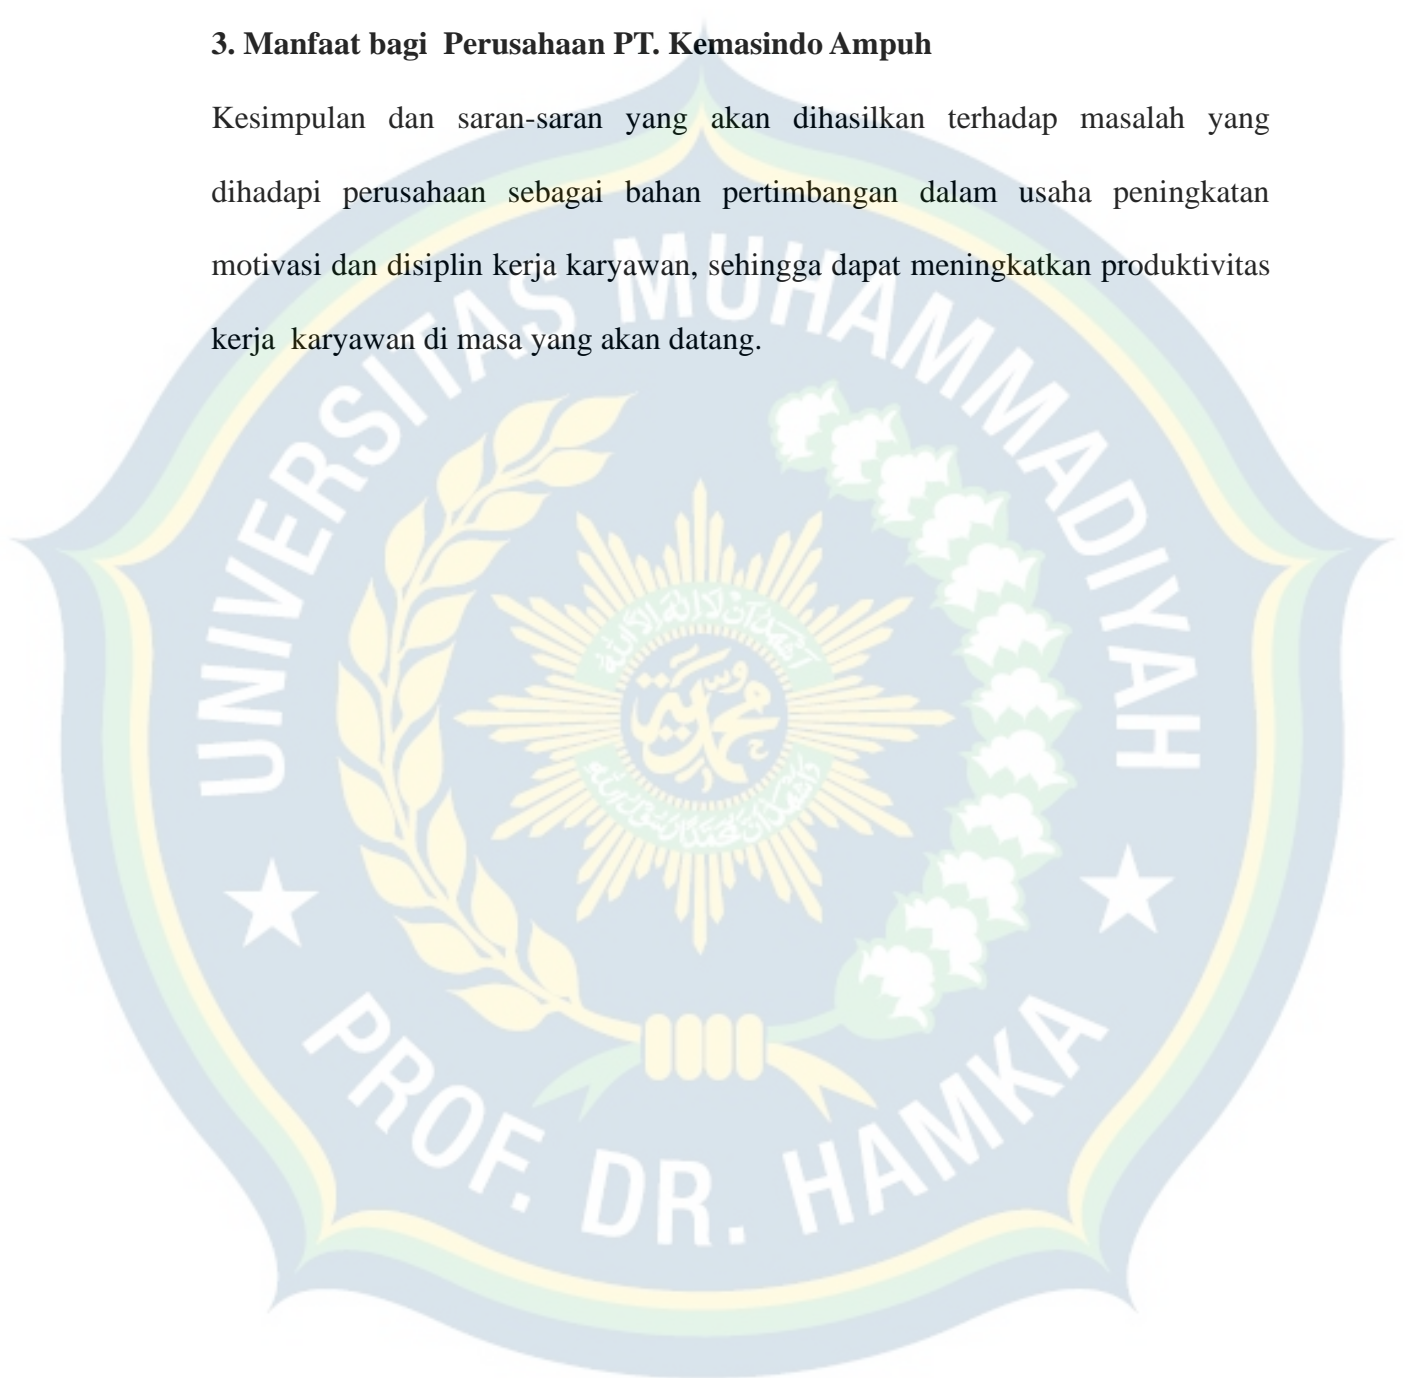 3. Manfaat bagi  Perusahaan PT. Kemasindo Ampuh
Kesimpulan dan saran-saran yang akan dihasilkan terhadap masalah yang
dihadapi perusahaan sebagai bahan pertimbangan dalam usaha peningkatan
motivasi dan disiplin kerja karyawan, sehingga dapat meningkatkan produktivitas
kerja  karyawan di masa yang akan datang.
UNIVERSITAS MUHAMMADIYAH
PROF. DR. HAMKA